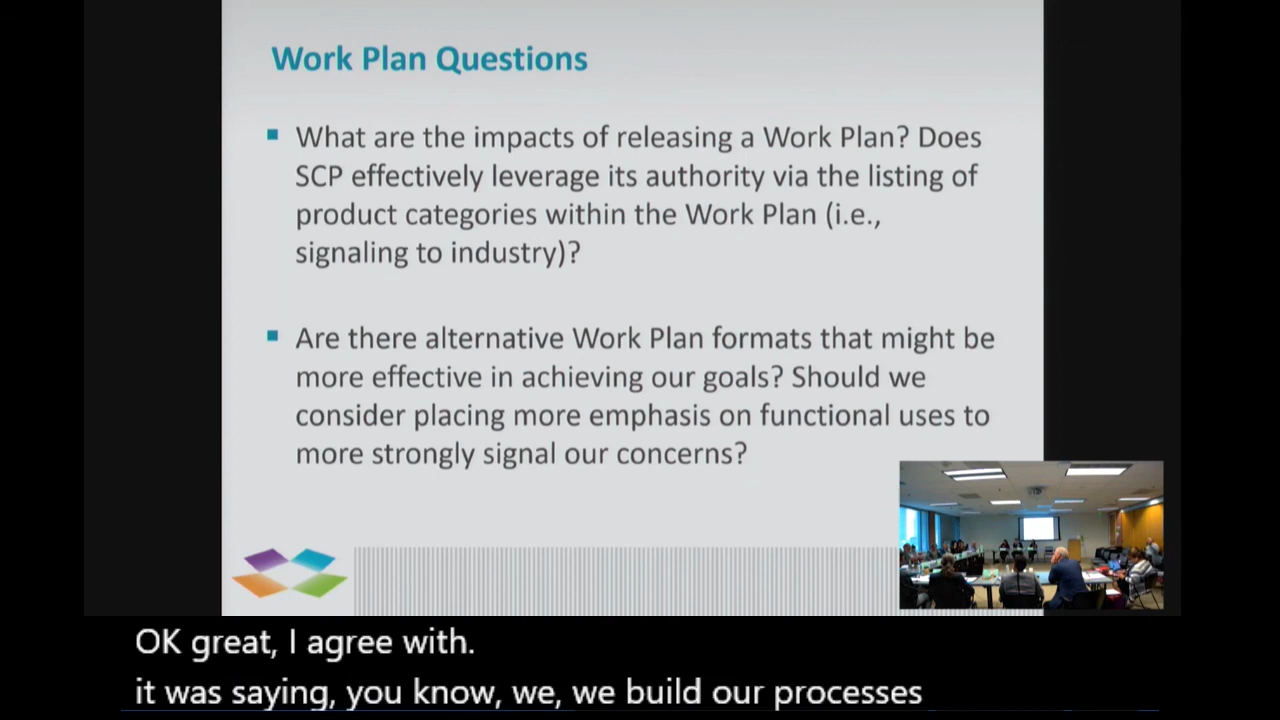 Work Plan Questions
What are the impacts of releasing a Work Plan? Does
SCP effectively leverage its authority via the listing of
product categories within the Work Plan (i.e.,
signaling to industry)?
Are there alternative Work Plan formats that might be
more effective in achieving our goals? Should we
consider placing more emphasis on functional uses to
more strongly signal our concerns?
OK great, I agree with.
it was saying, you know, we, we build our processes